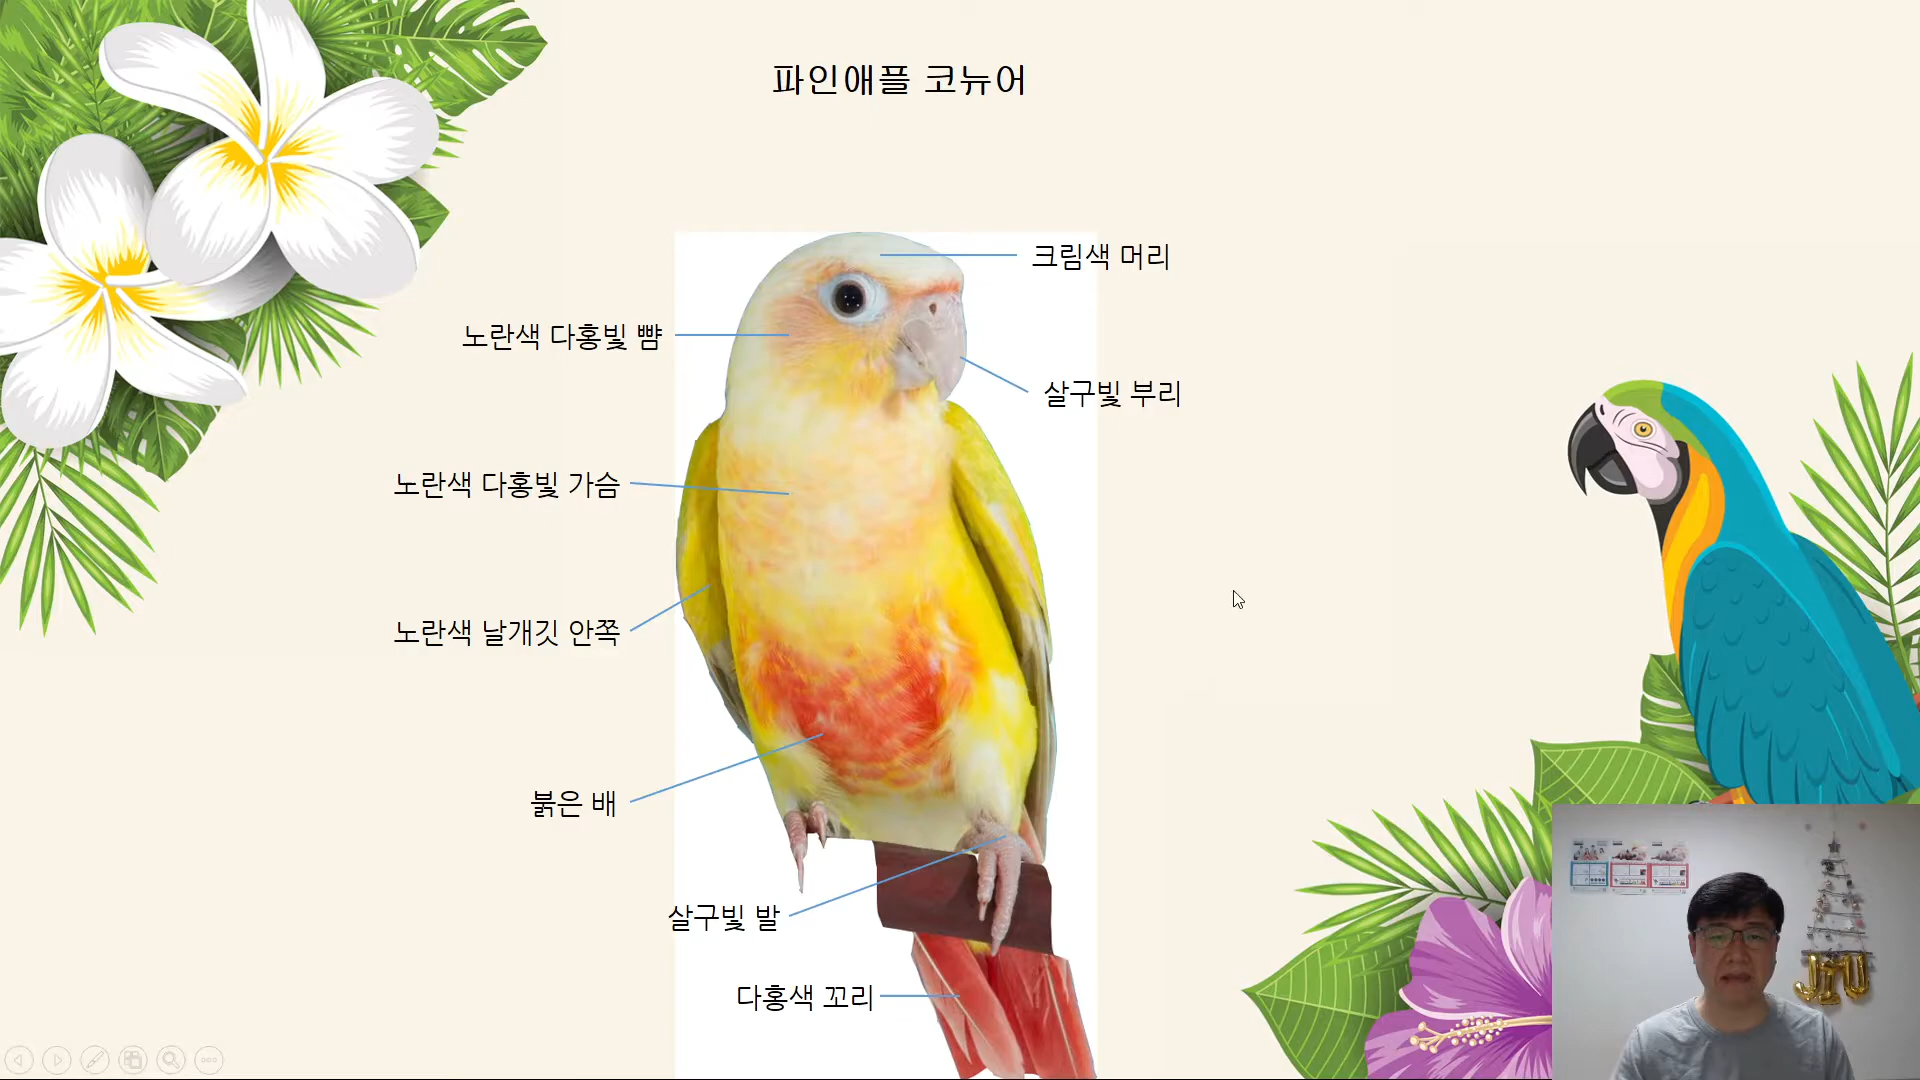 파인애플 코뉴어
크림색 머리
노란색 다홍빛 뺨
살구빛 부리
노란색 다홍빛 가슴
노란색 날개깃 안쪽
붉은 배
살구빛 발
다홍색 꼬리